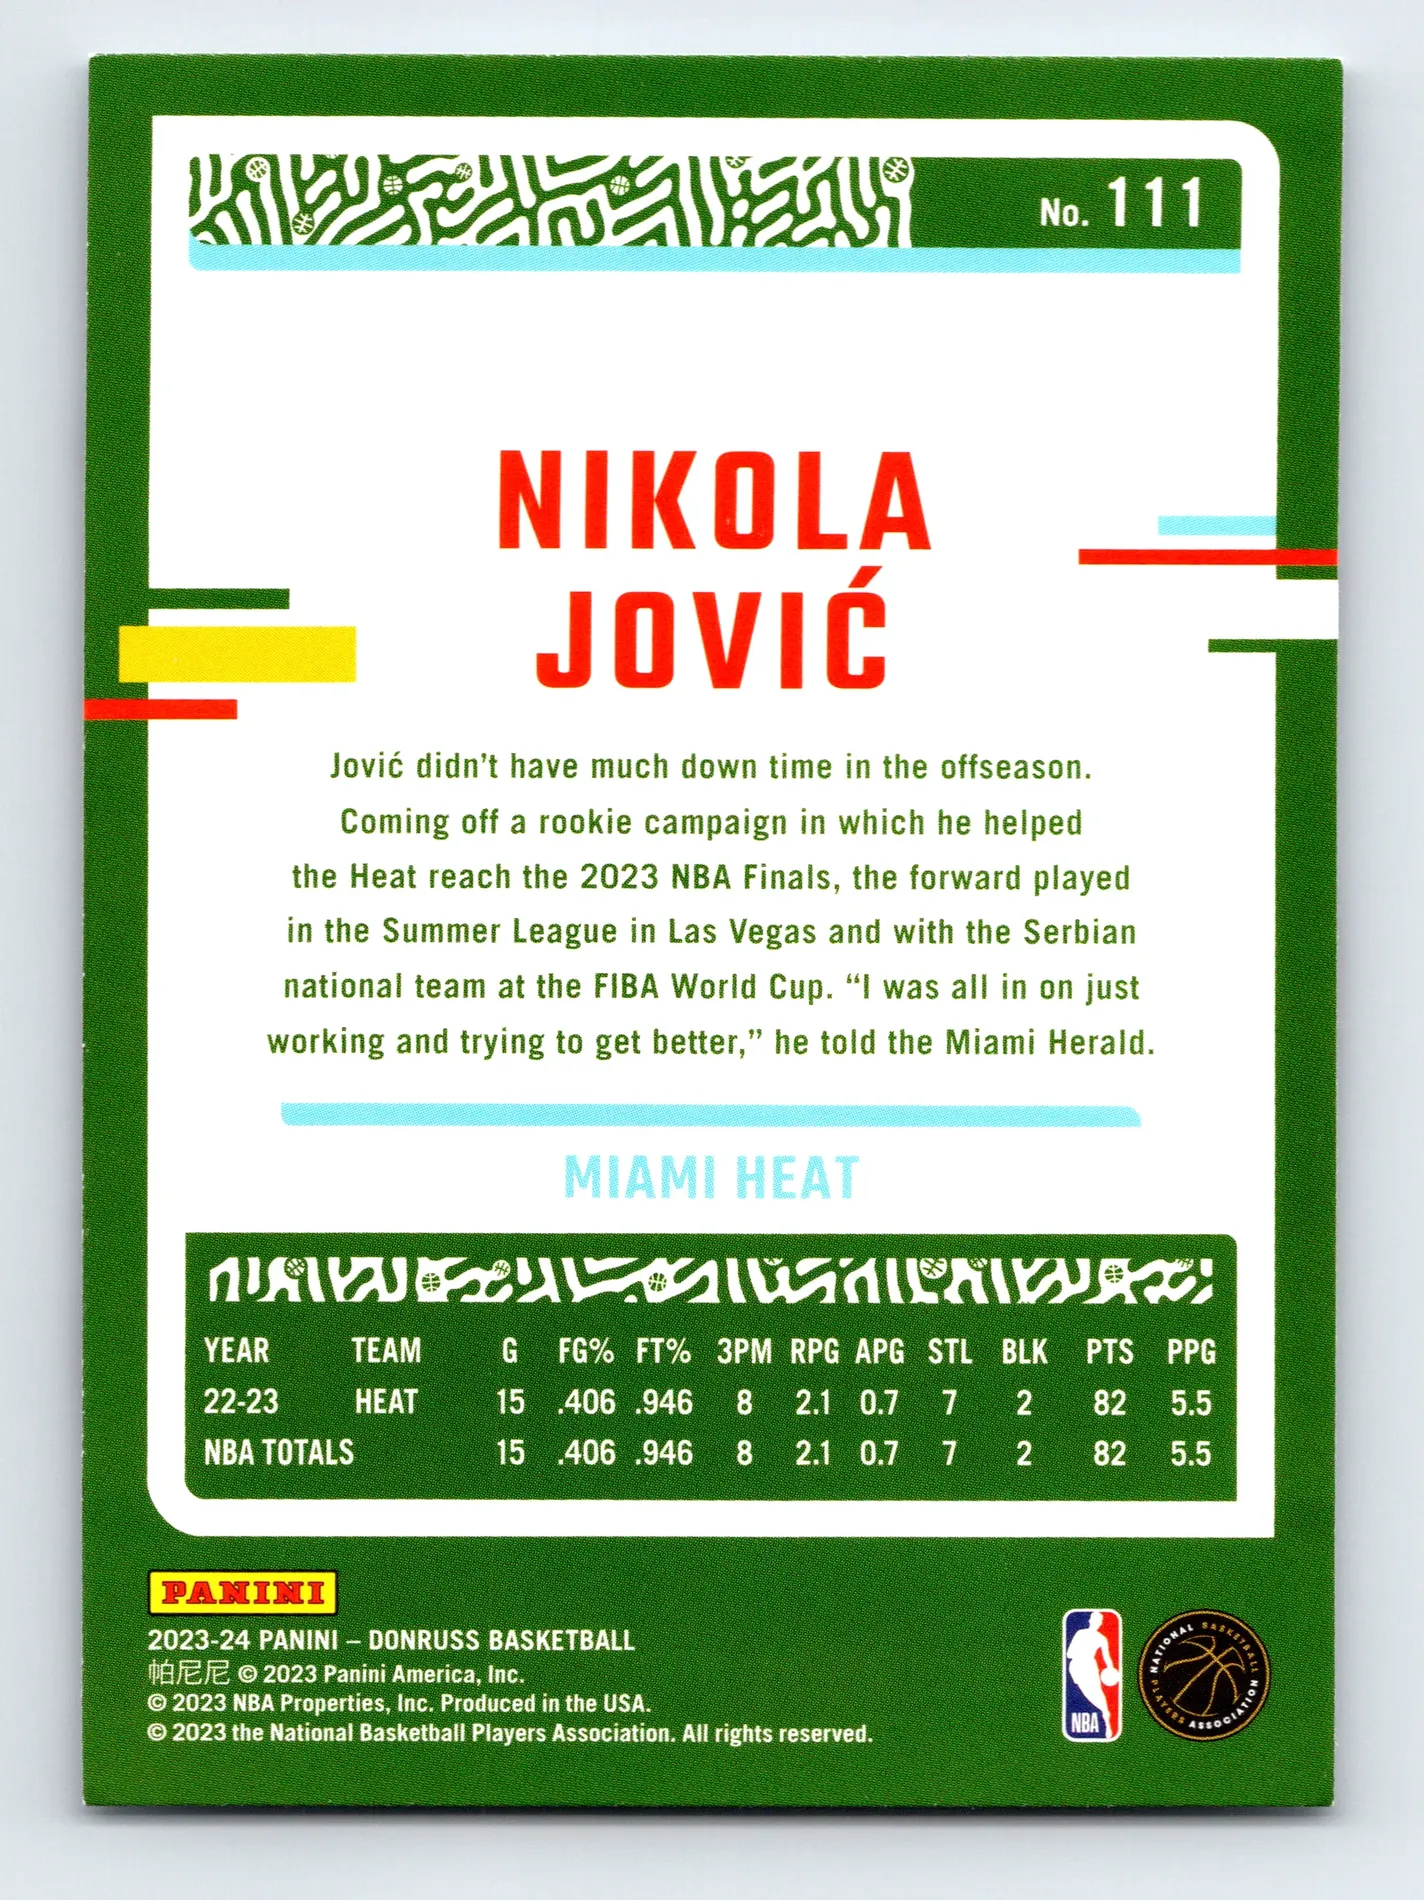 No. 111
NIKOLA
JOVIĆ
Jović didn't have much down time in the offseason.
Coming off a rookie campaign in which he helped
the Heat reach the 2023 NBA Finals, the forward played
in the Summer League in Las Vegas and with the Serbian
national team at the FIBA World Cup. “I was all in on just
working and trying to get better,” he told the Miami Herald.
MIAMI HEAT
YEAR TEAM G FG% FT% 3PM RPG APG STL BLK PTS PPG
22-23 HEAT 15 .406 .946 8 2.1 0.7 7 2 82 5.5
NBA TOTALS 15 .406 .946 8 2.1 0.7 7 2 82 5.5
PANINI
2023-24 PANINI – DONRUSS BASKETBALL
帕尼尼 © 2023 Panini America, Inc.
© 2023 NBA Properties, Inc. Produced in the USA.
© 2023 the National Basketball Players Association. All rights reserved.
NBA
NATIONAL BASKETBALL
PLAYERS ASSOCIATION